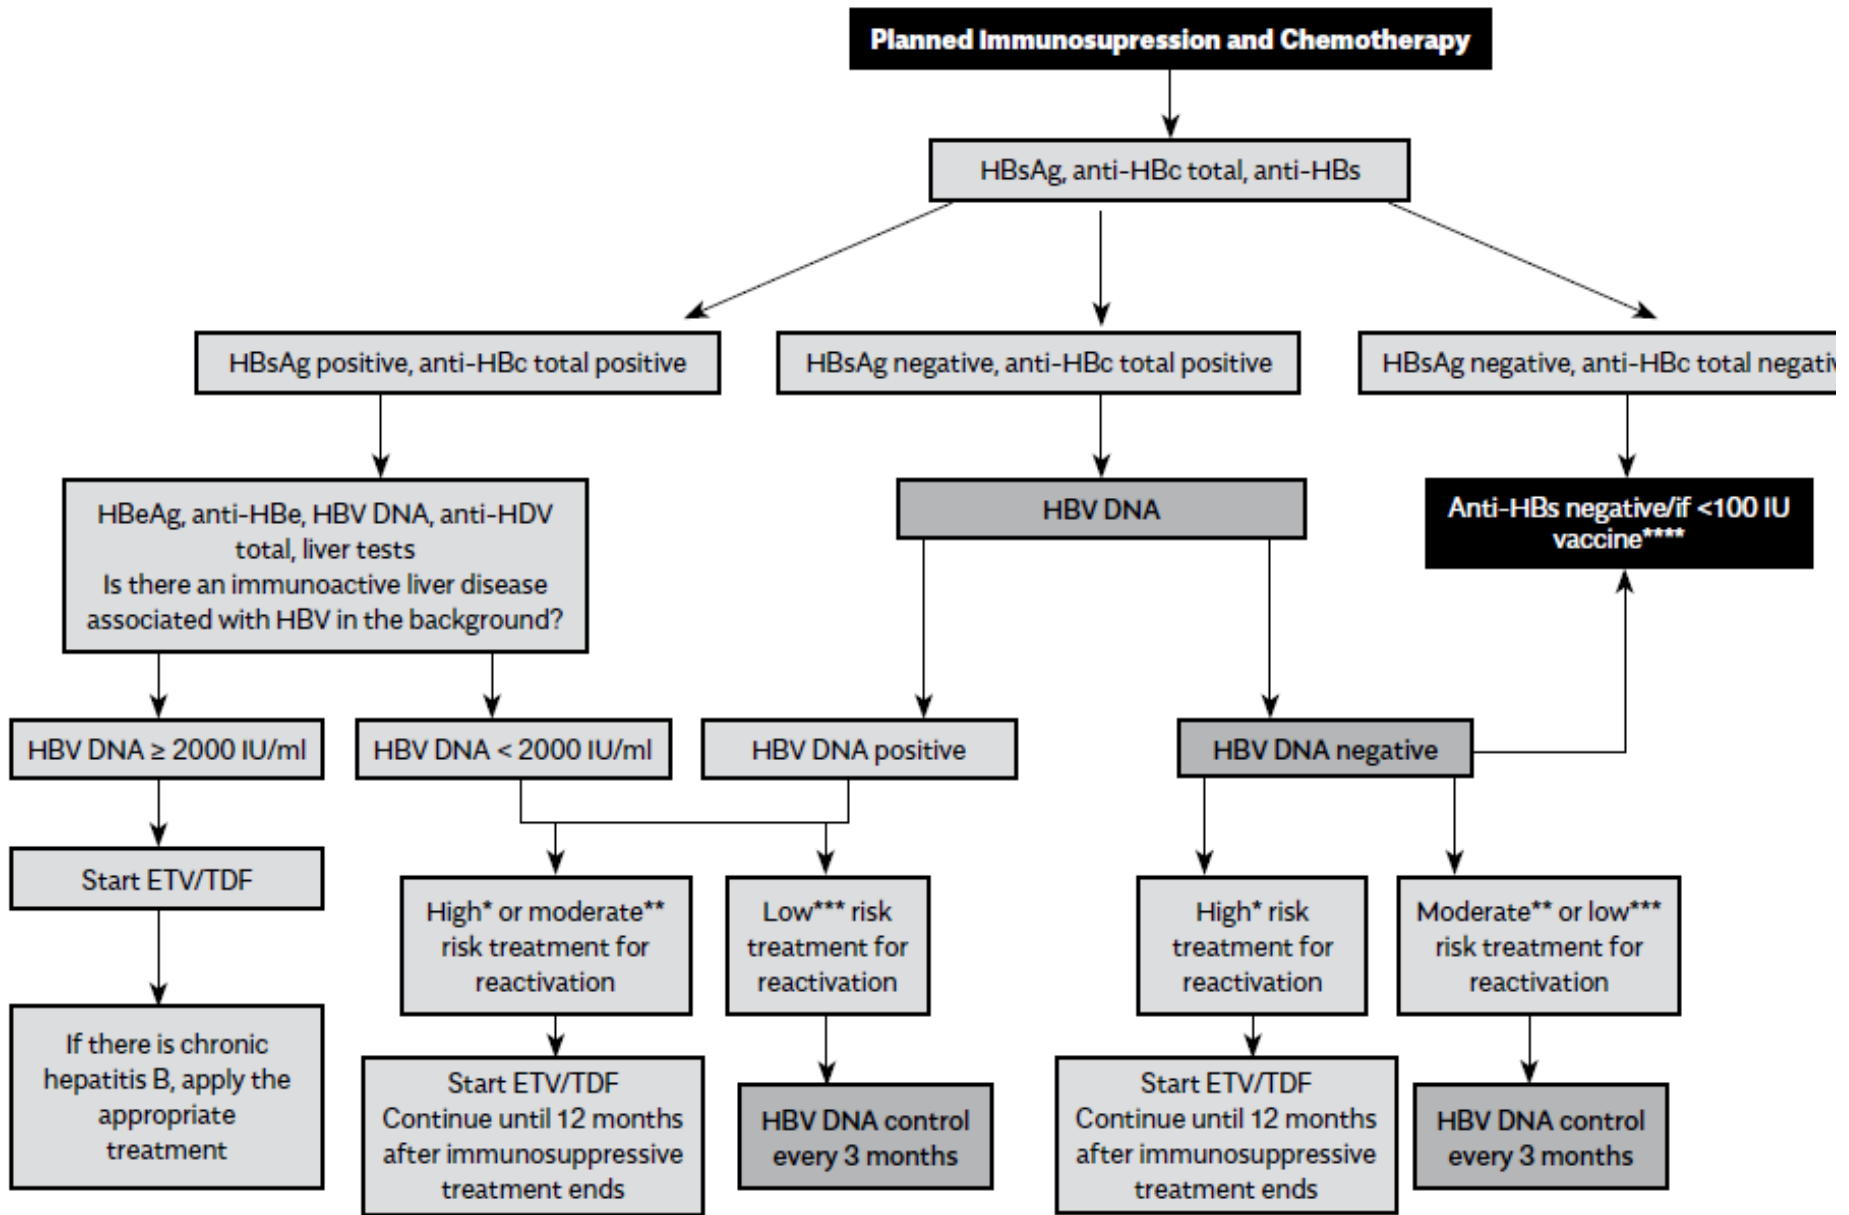 Planned Immunosupression and Chemotherapy
HBsAg, anti-HBc total, anti-HBs
HBsAg positive, anti-HBc total positive
HBsAg negative, anti-HBc total positive
HBsAg negative, anti-HBc total negativ
HBeAg, anti-HBe, HBV DNA, anti-HDV
total, liver tests
Is there an immunoactive liver disease
associated with HBV in the background?
HBV DNA
Anti-HBs negative/if <100 IU
vaccine****
HBV DNA ≥ 2000 IU/ml
HBV DNA < 2000 IU/ml
HBV DNA positive
HBV DNA negative
Start ETV/TDF
High* or moderate**
risk treatment for
reactivation
Low*** risk
treatment for
reactivation
High* risk
treatment for
reactivation
Moderate** or low***
risk treatment for
reactivation
If there is chronic
hepatitis B, apply the
appropriate
treatment
Start ETV/TDF
Continue until 12 months
after immunosuppressive
treatment ends
HBV DNA control
every 3 months
Start ETV/TDF
Continue until 12 months
after immunosuppressive
treatment ends
HBV DNA control
every 3 months